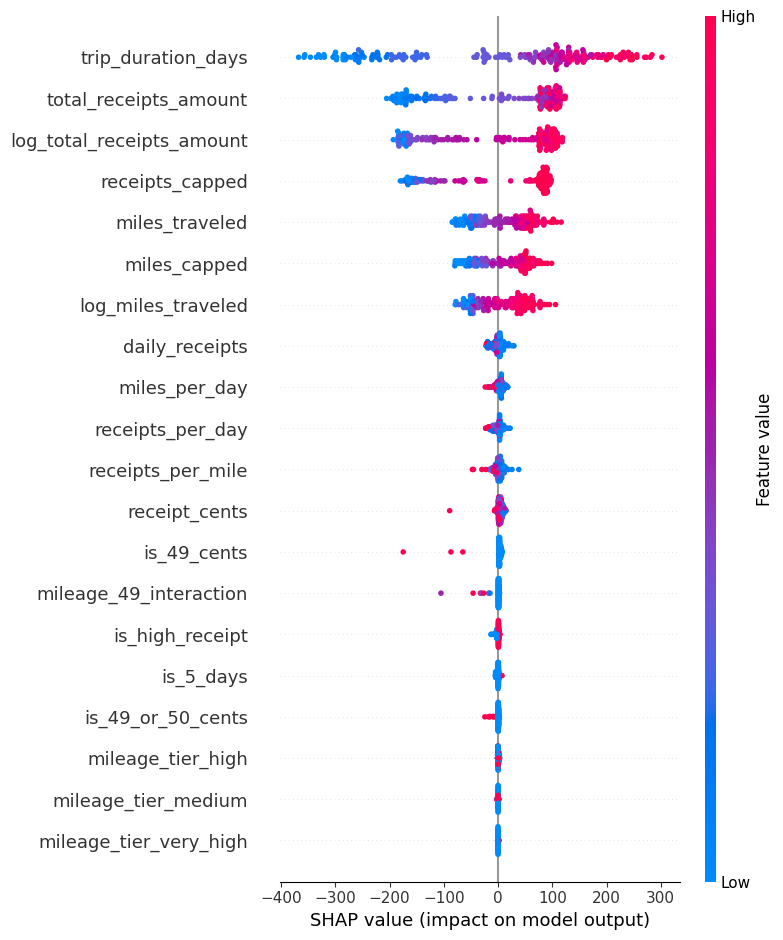 High
trip_duration_days
total_receipts_amount
log_total_receipts_amount
receipts_capped
miles_traveled
miles_capped
log_miles_traveled
daily_receipts
miles_per_day
receipts_per_day
receipts_per_mile
receipt_cents
is_49_cents
mileage_49_interaction
is_high_receipt
is_5_days
is_49_or_50_cents
mileage_tier_high
mileage_tier_medium
mileage_tier_very_high
Feature value
Low
−400 −300 −200 −100 0 100 200 300
SHAP value (impact on model output)